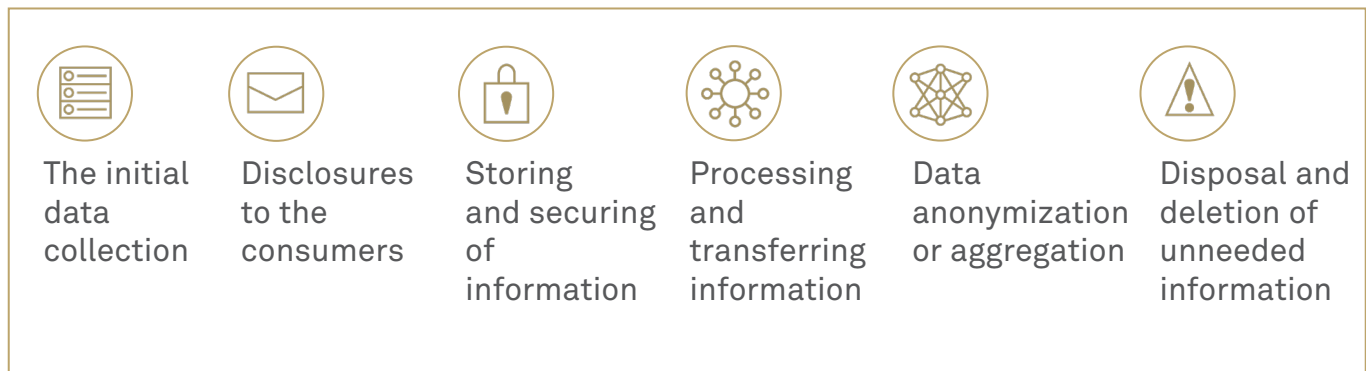 The initial
data
collection
Disclosures
to the
consumers
Storing
and securing
of
information
Processing
and
transferring
information
Data
anonymization
or aggregation
Disposal and
deletion of
unneeded
information